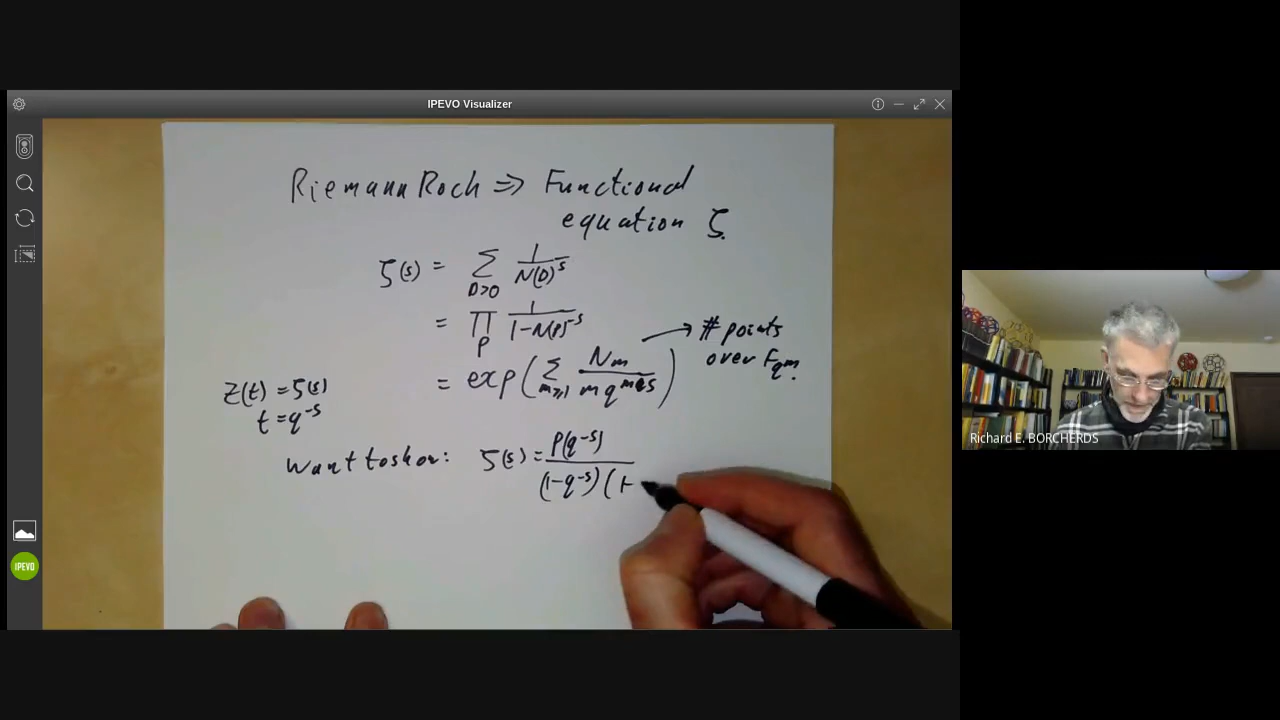 IPEVO Visualizer
Riemann Roch ⇒ Functional
equation ζ.
ζ(s) = Σ_{D>0} 1/N(D)^s
= Π_P 1/(1-N(P)^{-s})
→ # points
over F_{q^m}.
= exp(Σ_{m≥1} N_m/(m q^{ms}))
Z(t) = ζ(s)
t = q^{-s}
Want to show: ζ(s) = P(q^{-s})/((1-q^{-s})(1-
Richard E. BORCHERDS
IPEVO